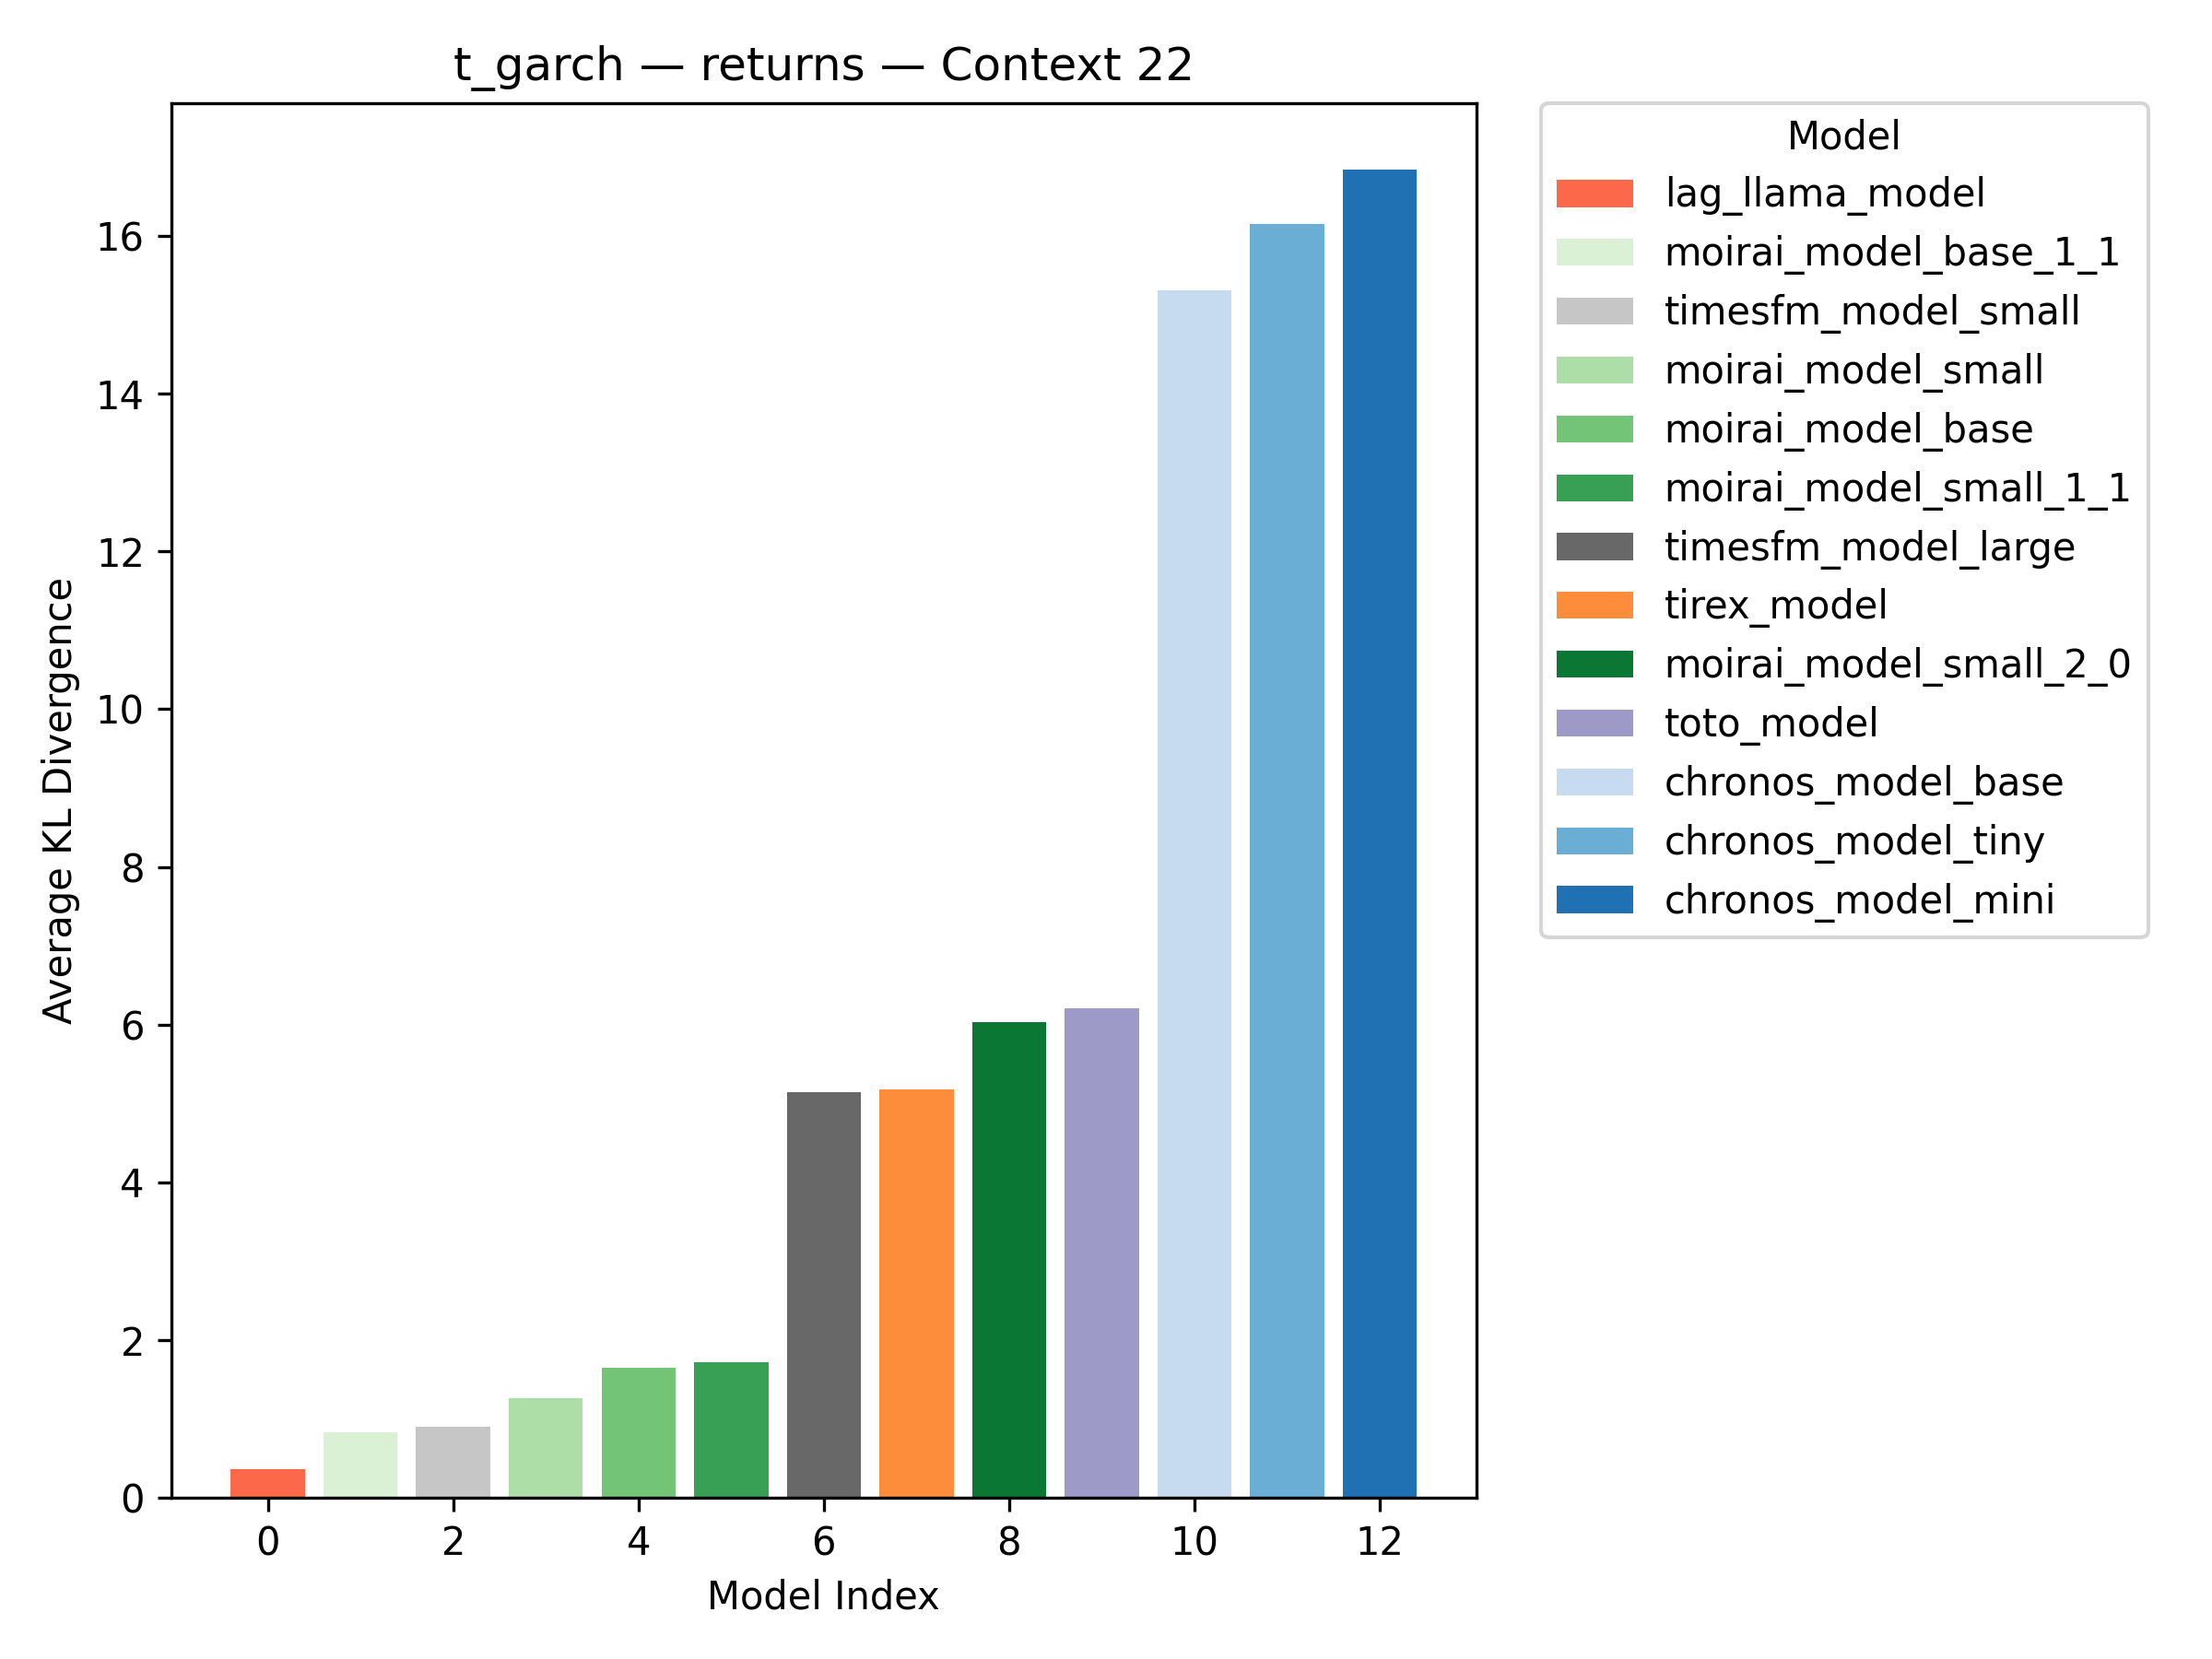 t_garch — returns — Context 22
Average KL Divergence
16
14
12
10
8
6
4
2
0
0 2 4 6 8 10 12
Model Index
Model
lag_llama_model
moirai_model_base_1_1
timesfm_model_small
moirai_model_small
moirai_model_base
moirai_model_small_1_1
timesfm_model_large
tirex_model
moirai_model_small_2_0
toto_model
chronos_model_base
chronos_model_tiny
chronos_model_mini